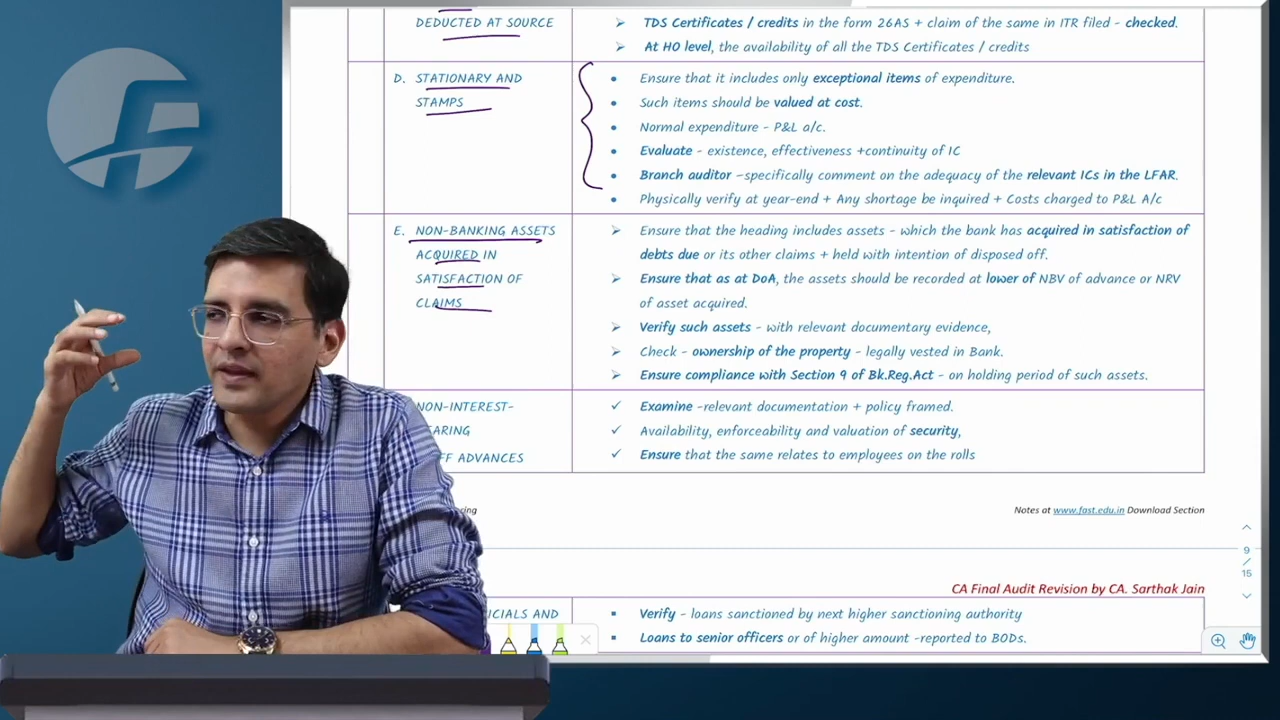 DEDUCTED AT SOURCE
➢ TDS Certificates / credits in the form 26AS + claim of the same in ITR filed - checked.
➢ At HO level, the availability of all the TDS Certificates / credits
D. STATIONARY AND
STAMPS
• Ensure that it includes only exceptional items of expenditure.
• Such items should be valued at cost.
• Normal expenditure - P&L a/c.
• Evaluate - existence, effectiveness +continuity of IC
• Branch auditor –specifically comment on the adequacy of the relevant ICs in the LFAR.
• Physically verify at year-end + Any shortage be inquired + Costs charged to P&L A/c
E. NON-BANKING ASSETS
ACQUIRED IN
SATISFACTION OF
CLAIMS
➢ Ensure that the heading includes assets - which the bank has acquired in satisfaction of
debts due or its other claims + held with intention of disposed off.
➢ Ensure that as at DoA, the assets should be recorded at lower of NBV of advance or NRV
of asset acquired.
➢ Verify such assets - with relevant documentary evidence,
➢ Check - ownership of the property - legally vested in Bank.
➢ Ensure compliance with Section 9 of Bk.Reg.Act - on holding period of such assets.
NON-INTEREST-
EARING
FF ADVANCES
✓ Examine -relevant documentation + policy framed.
✓ Availability, enforceability and valuation of security,
✓ Ensure that the same relates to employees on the rolls
ring
Notes at www.fast.edu.in Download Section
9
/
15
CA Final Audit Revision by CA. Sarthak Jain
ICIALS AND
▪ Verify - loans sanctioned by next higher sanctioning authority
▪ Loans to senior officers or of higher amount -reported to BODs.